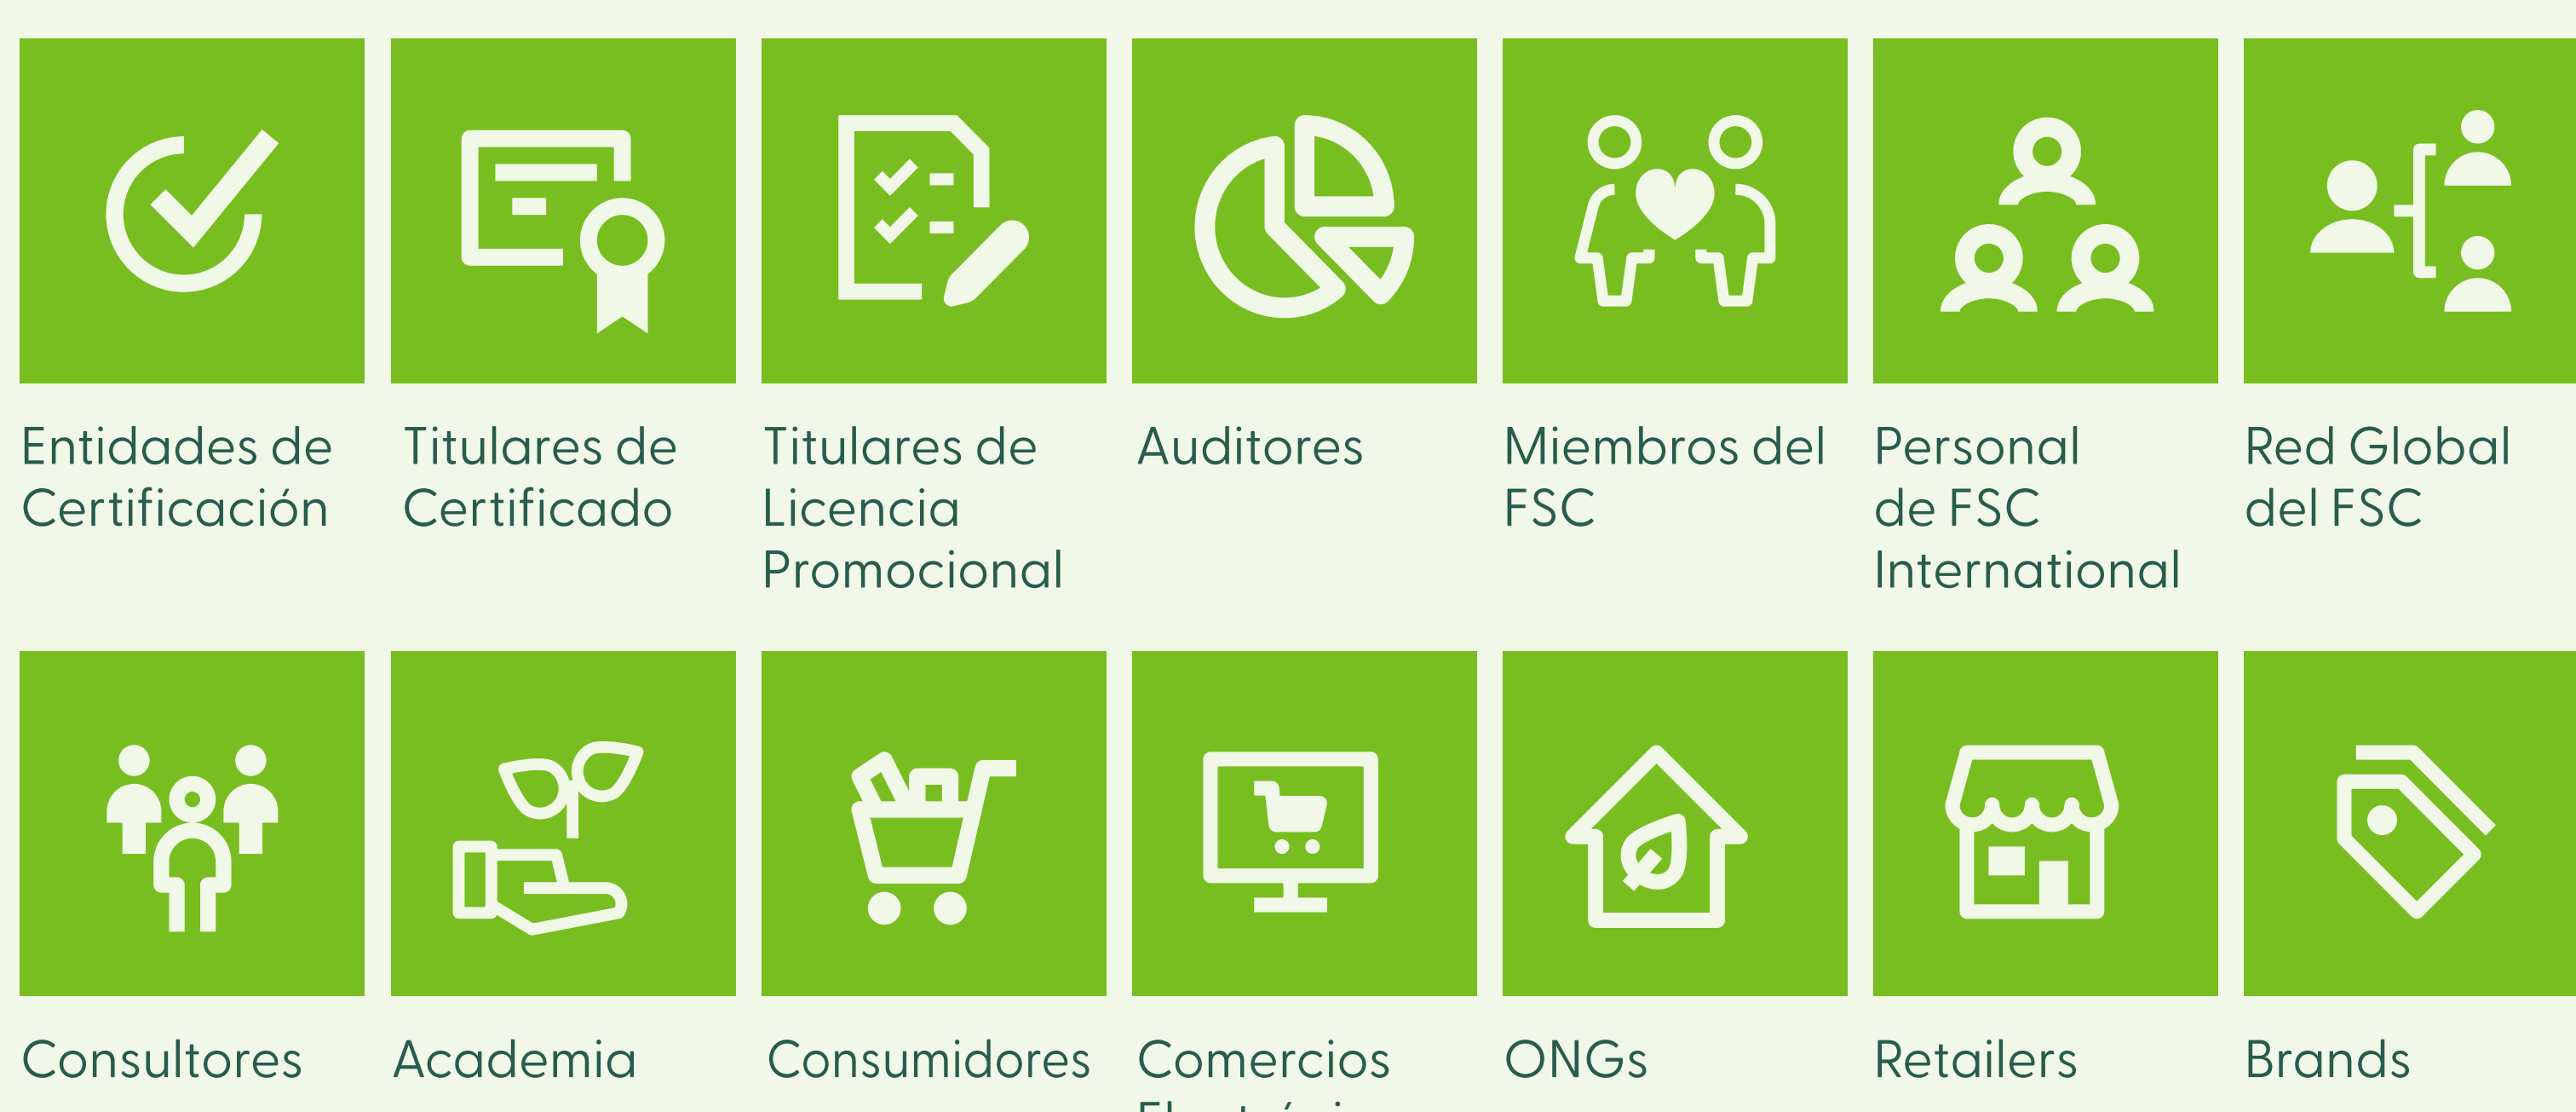 Entidades de
Certificación
Titulares de
Certificado
Titulares de
Licencia
Promocional
Auditores
Miembros del
FSC
Personal
de FSC
International
Red Global
del FSC
Consultores
Academia
Consumidores
Comercios
ONGs
Retailers
Brands